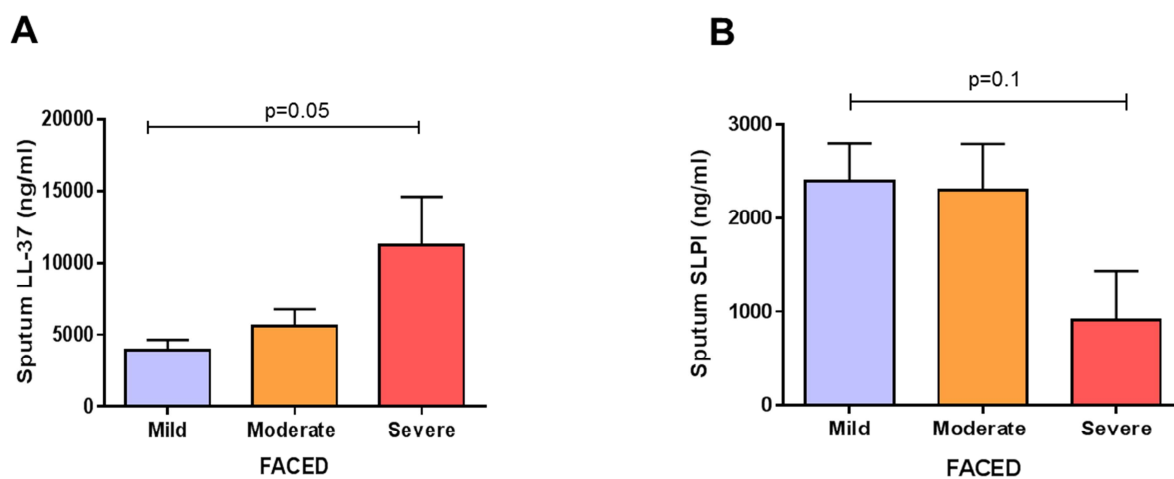 A
p=0.05
Sputum LL-37 (ng/ml)
20000
15000
10000
5000
0
Mild Moderate Severe
FACED
B
p=0.1
Sputum SLPI (ng/ml)
3000
2000
1000
0
Mild Moderate Severe
FACED